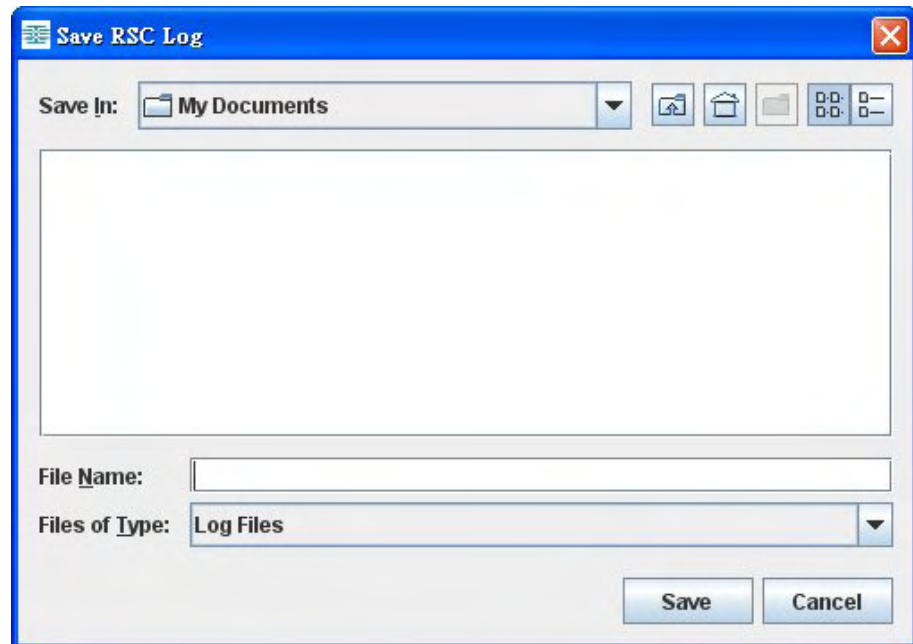 Save RSC Log
Save In: My Documents
File Name:
Files of Type: Log Files
Save Cancel